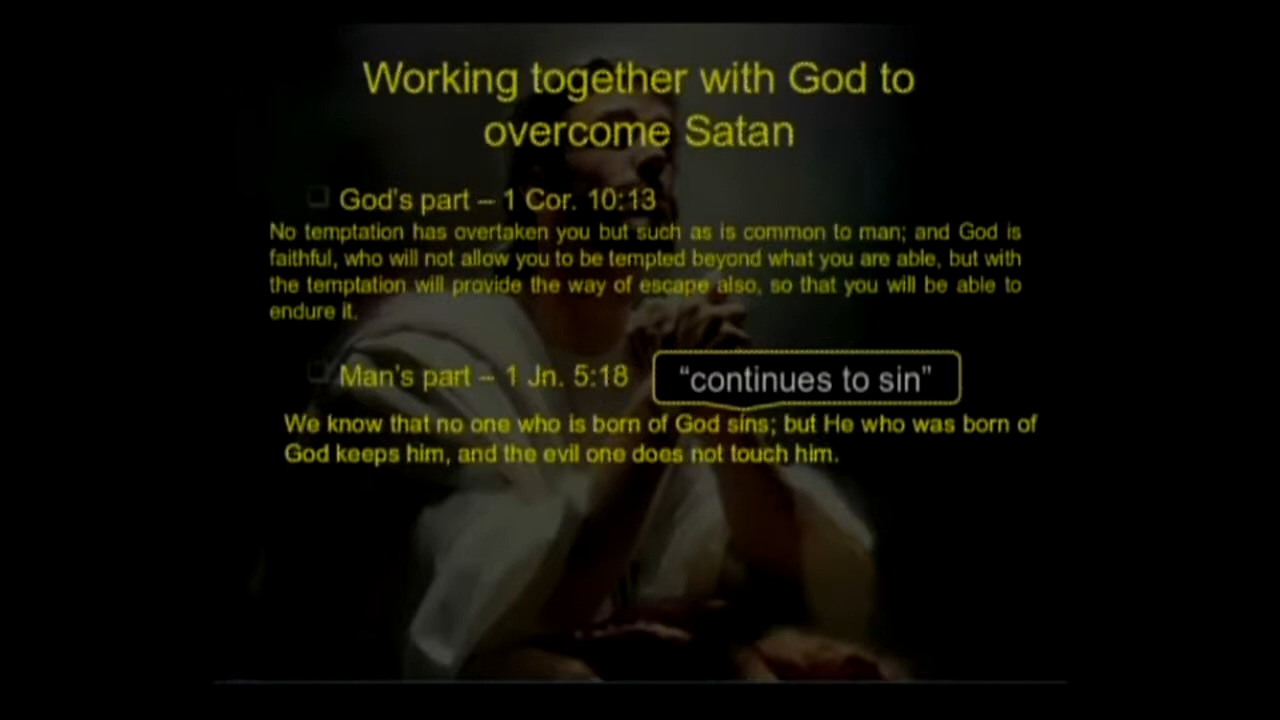 Working together with God to
overcome Satan
God's part – 1 Cor. 10:13
No temptation has overtaken you but such as is common to man; and God is
faithful, who will not allow you to be tempted beyond what you are able, but with
the temptation will provide the way of escape also, so that you will be able to
endure it.
Man's part – 1 Jn. 5:18
“continues to sin”
We know that no one who is born of God sins; but He who was born of
God keeps him, and the evil one does not touch him.